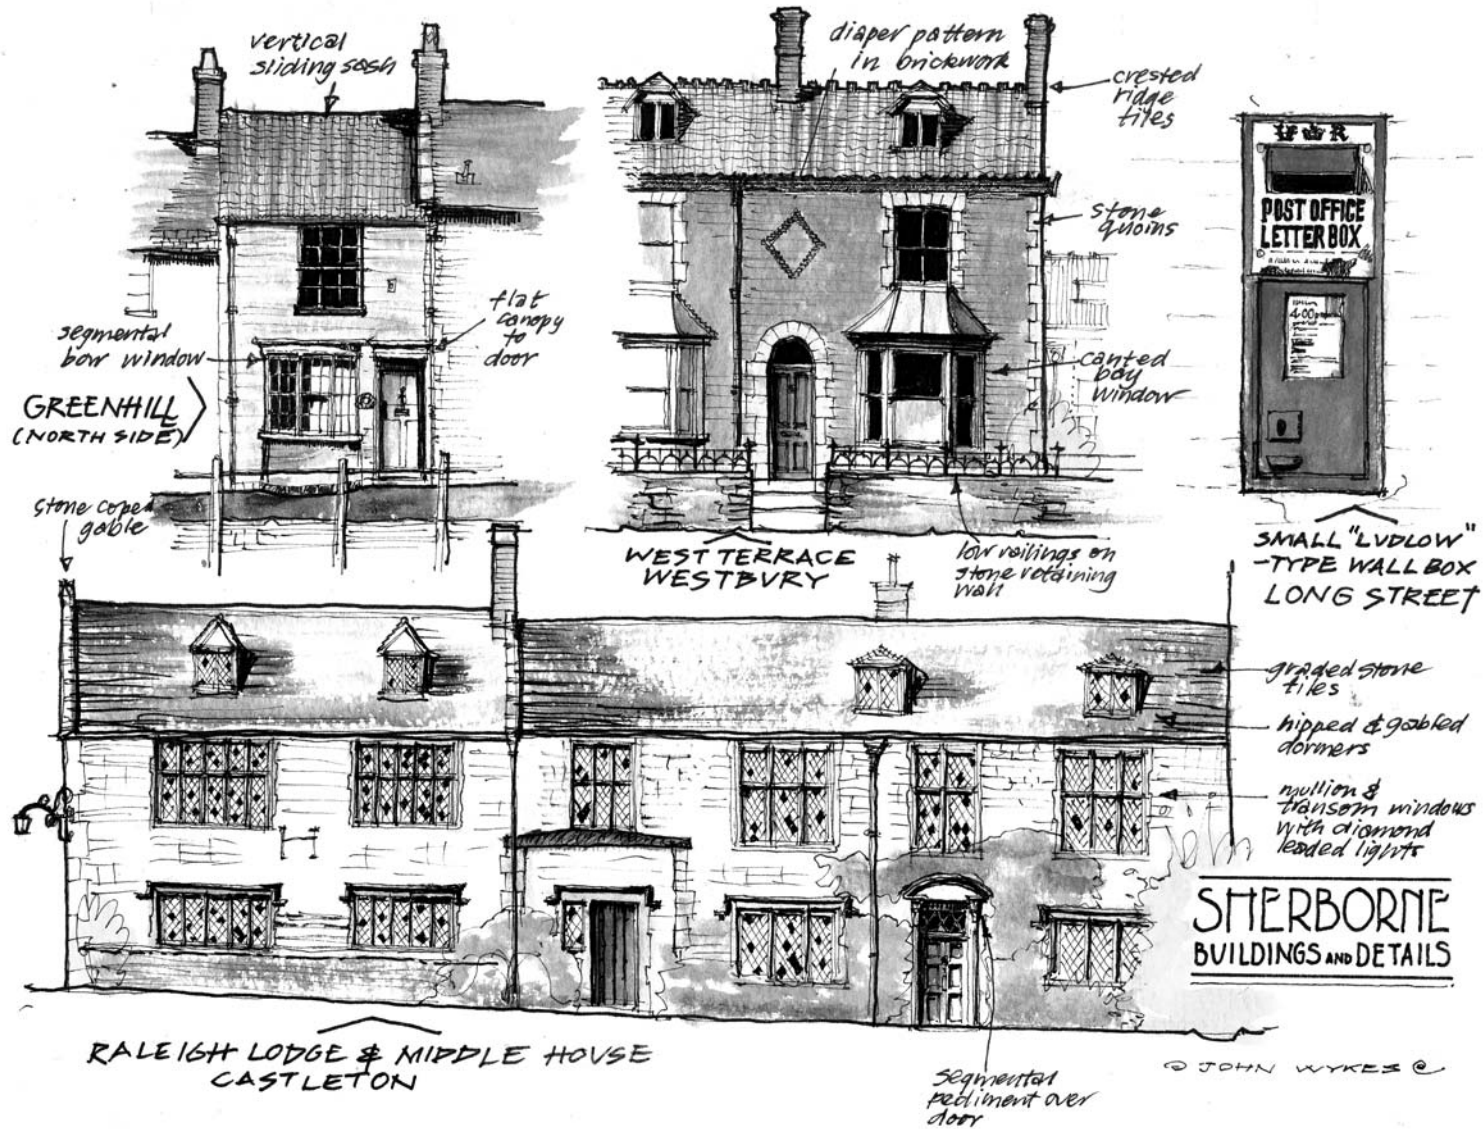 vertical
sliding sash
diaper pattern
in brickwork
crested
ridge
tiles
stone
quoins
flat
canopy
to
door
segmental
bow window
GREENHILL
(NORTH SIDE)
canted
bay
window
POST OFFICE
LETTER BOX
4:00
stone coped
gable
WEST TERRACE
WESTBURY
low railings on
stone retaining
wall
SMALL "LUDLOW"
-TYPE WALL BOX
LONG STREET
graded stone
tiles
hipped & gabled
dormers
mullion &
transom windows
with diamond
leaded lights
SHERBORNE
BUILDINGS AND DETAILS
RALEIGH LODGE & MIDDLE HOUSE
CASTLETON
segmental
pediment over
door
JOHN WYKES